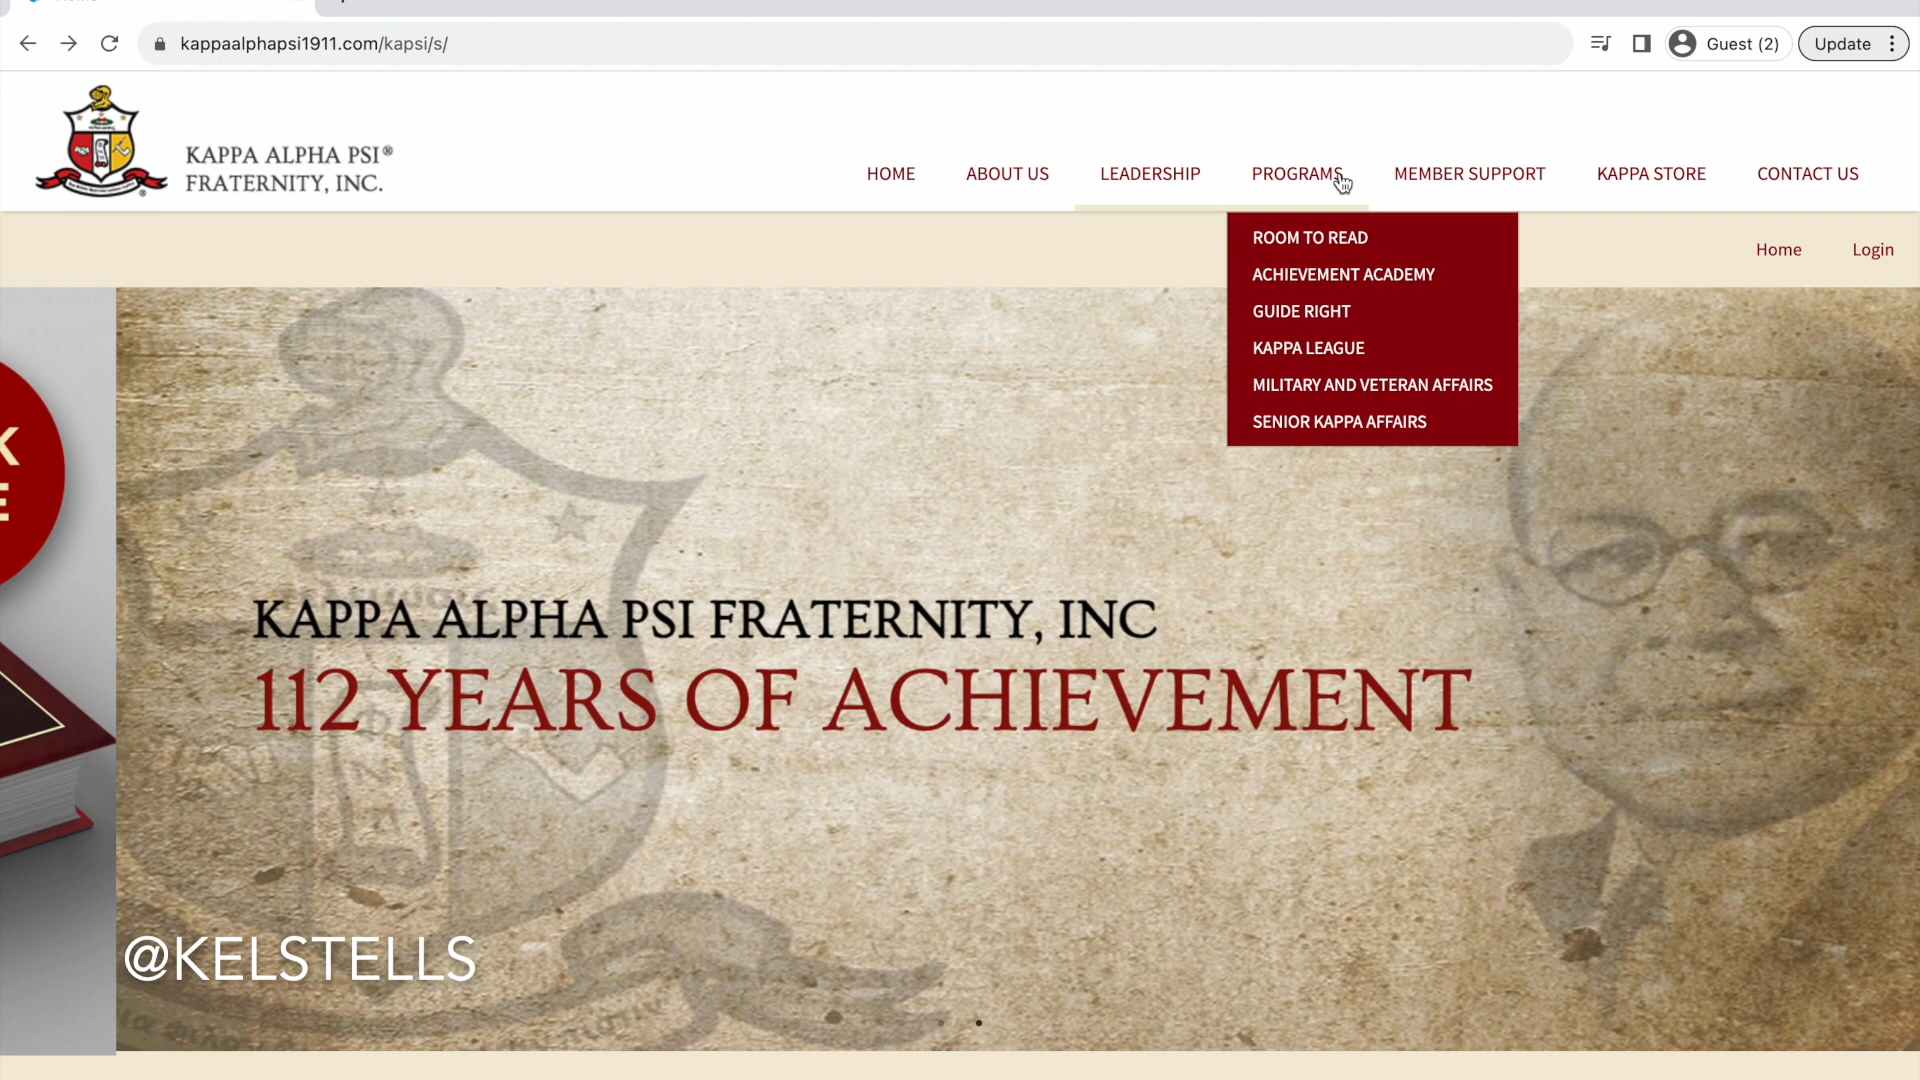 kappaalphapsi1911.com/kapsi/s/
Guest (2)
Update
KAPPA ALPHA PSI®
FRATERNITY, INC.
HOME
ABOUT US
LEADERSHIP
PROGRAMS
MEMBER SUPPORT
KAPPA STORE
CONTACT US
ROOM TO READ
ACHIEVEMENT ACADEMY
GUIDE RIGHT
KAPPA LEAGUE
MILITARY AND VETERAN AFFAIRS
SENIOR KAPPA AFFAIRS
Home
Login
KAPPA ALPHA PSI FRATERNITY, INC
112 YEARS OF ACHIEVEMENT
@KELSTELLS